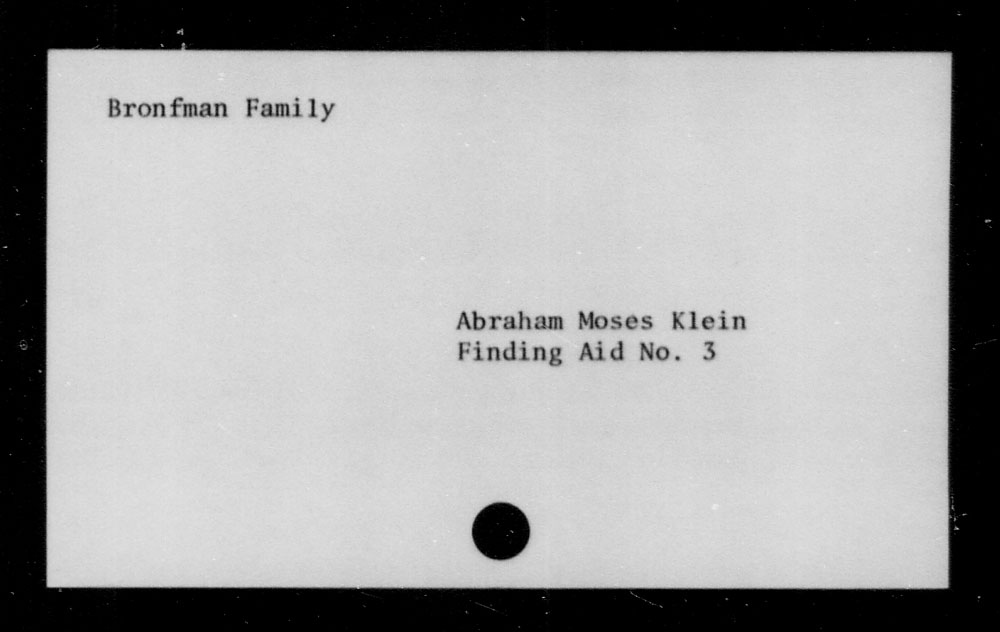 Bronfman Family
Abraham Moses Klein
Finding Aid No. 3